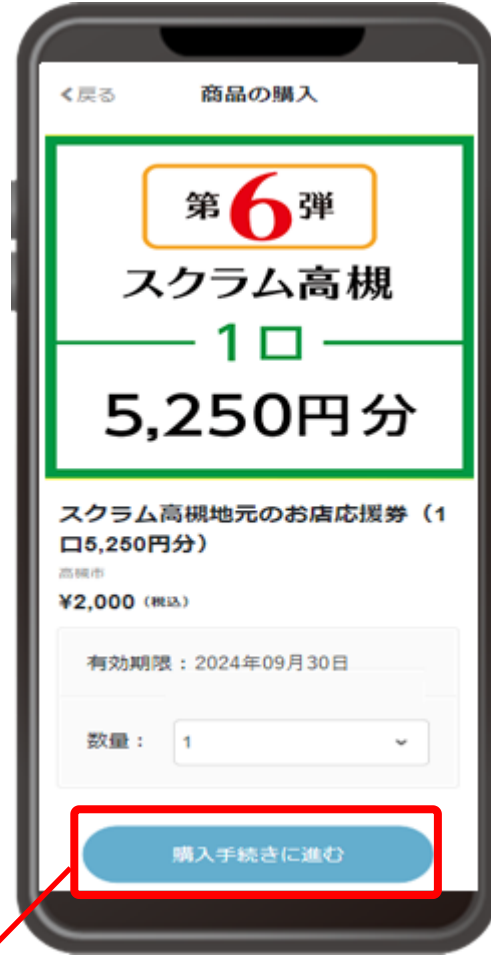 <戻る 商品の購入
第6弾
スクラム高槻
1口
5,250円分
スクラム高槻地元のお店応援券（1
口5,250円分）
高槻市
¥2,000（税込）
有効期限：2024年09月30日
数量： 1
購入手続きに進む